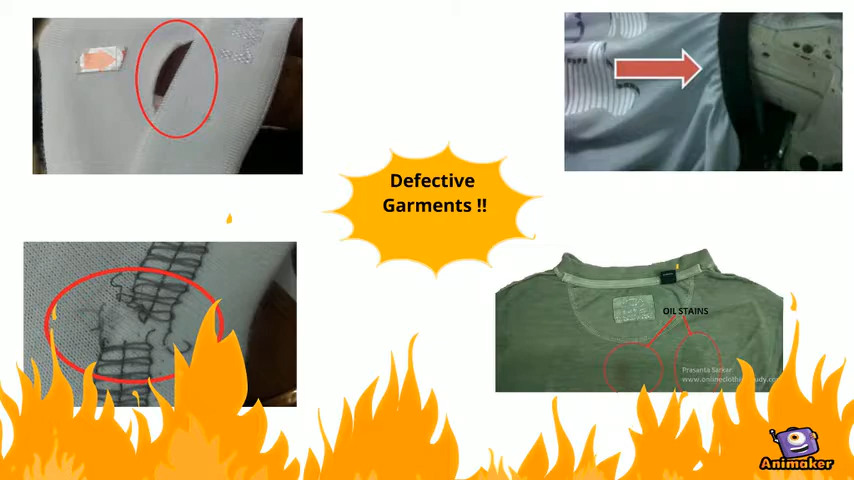 Defective
Garments !!
OIL STAINS
Prasanta Sarkar
Animaker